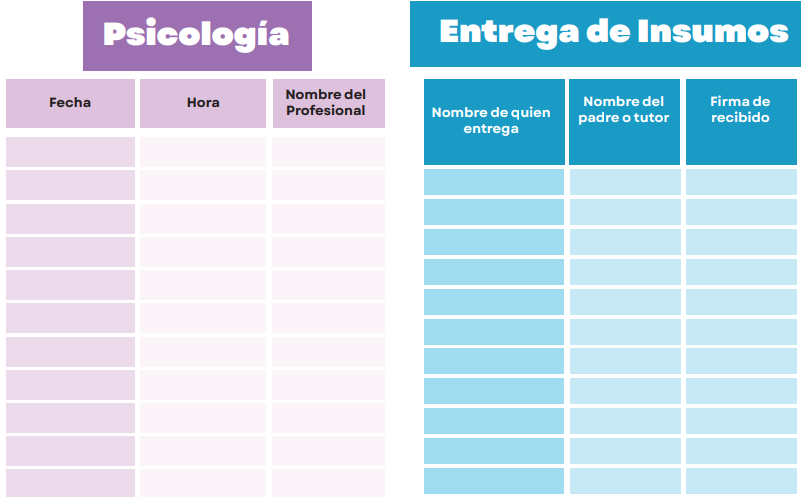 Psicología
Fecha
Hora
Nombre del
Profesional
Entrega de Insumos
Nombre de quien
entrega
Nombre del
padre o tutor
Firma de
recibido